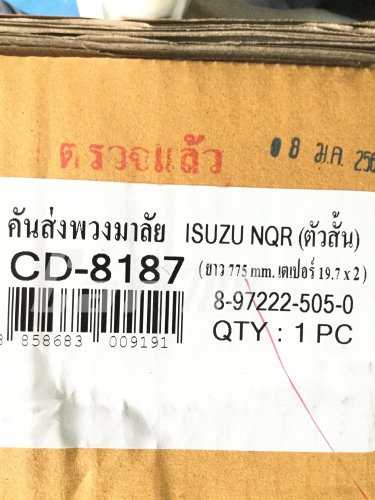 ตรวจแล้ว
08 ม.ค. 256
คันส่งพวงมาลัย ISUZU NQR (ตัวสั้น)
CD-8187 (ยาว 775 mm. เตเปอร์ 19.7 x 2)
8-97222-505-0
858683 009191
QTY : 1 PC